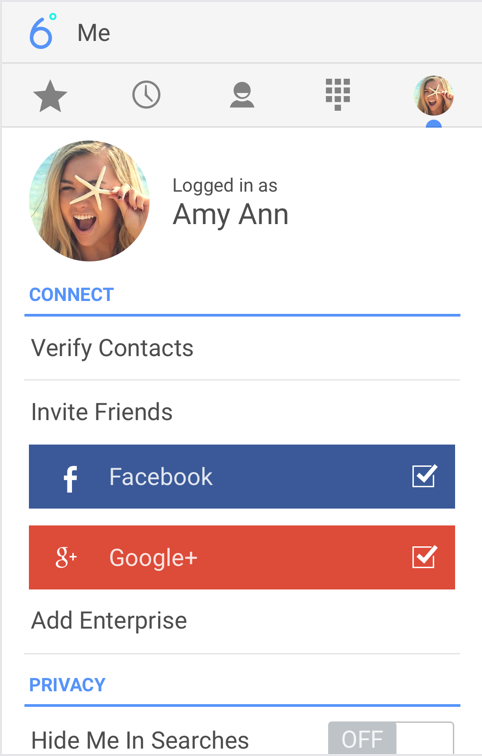 6° Me
Logged in as
Amy Ann
CONNECT
Verify Contacts
Invite Friends
f Facebook
g+ Google+
Add Enterprise
PRIVACY
Hide Me In Searches OFF